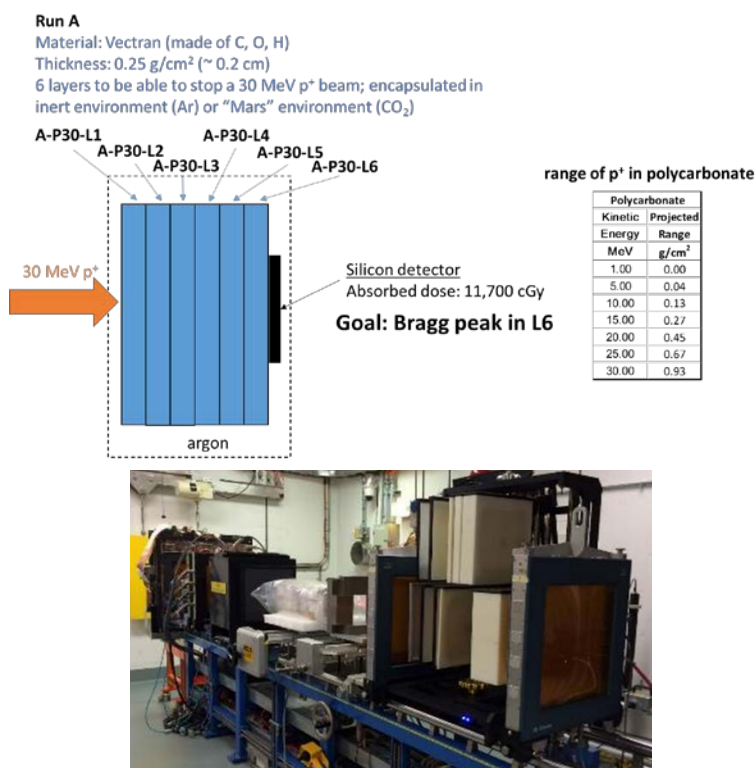 Run A
Material: Vectran (made of C, O, H)
Thickness: 0.25 g/cm² (~ 0.2 cm)
6 layers to be able to stop a 30 MeV p⁺ beam; encapsulated in
inert environment (Ar) or “Mars” environment (CO₂)
A-P30-L1
A-P30-L2
A-P30-L3
A-P30-L4
A-P30-L5
A-P30-L6
30 MeV p⁺
Silicon detector
Absorbed dose: 11,700 cGy
Goal: Bragg peak in L6
argon
range of p⁺ in polycarbonate
Polycarbonate
Kinetic Projected
Energy Range
MeV g/cm²
1.00 0.00
5.00 0.04
10.00 0.13
15.00 0.27
20.00 0.45
25.00 0.67
30.00 0.93